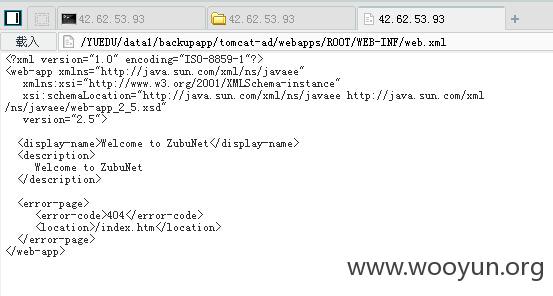 42.62.53.93 42.62.53.93 42.62.53.93
載入 /YUEDU/data1/backupapp/tomcat-ad/webapps/ROOT/WEB-INF/web.xml
<?xml version="1.0" encoding="ISO-8859-1"?>
<web-app xmlns="http://java.sun.com/xml/ns/javaee"
xmlns:xsi="http://www.w3.org/2001/XMLSchema-instance"
xsi:schemaLocation="http://java.sun.com/xml/ns/javaee http://java.sun.com/xml
/ns/javaee/web-app_2_5.xsd"
version="2.5">
<display-name>Welcome to ZubuNet</display-name>
<description>
Welcome to ZubuNet
</description>
<error-page>
<error-code>404</error-code>
<location>/index.htm</location>
</error-page>
</web-app>
www.wooyun.org